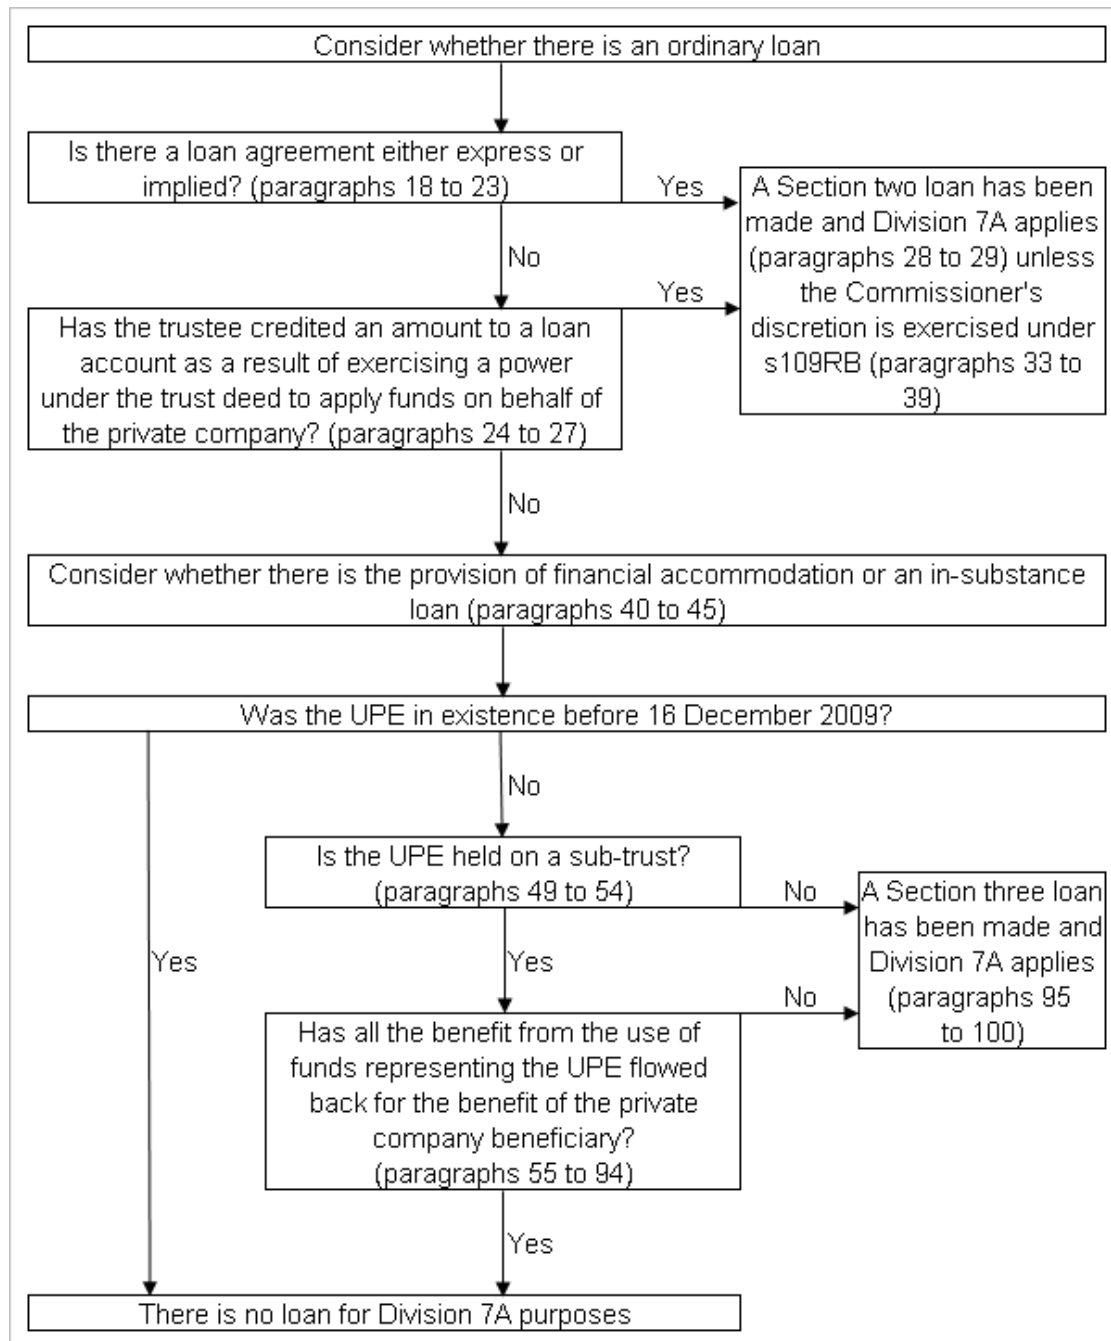 Consider whether there is an ordinary loan
Is there a loan agreement either express or
implied? (paragraphs 18 to 23)
Yes
A Section two loan has been
made and Division 7A applies
(paragraphs 28 to 29) unless
the Commissioner's
discretion is exercised under
s109RB (paragraphs 33 to
39)
No
Yes
Has the trustee credited an amount to a loan
account as a result of exercising a power
under the trust deed to apply funds on behalf of
the private company? (paragraphs 24 to 27)
No
Consider whether there is the provision of financial accommodation or an in-substance
loan (paragraphs 40 to 45)
Was the UPE in existence before 16 December 2009?
No
Is the UPE held on a sub-trust?
(paragraphs 49 to 54)
No
A Section three loan
has been made and
Division 7A applies
(paragraphs 95
to 100)
Yes
Yes
No
Has all the benefit from the use of
funds representing the UPE flowed
back for the benefit of the private
company beneficiary?
(paragraphs 55 to 94)
Yes
There is no loan for Division 7A purposes